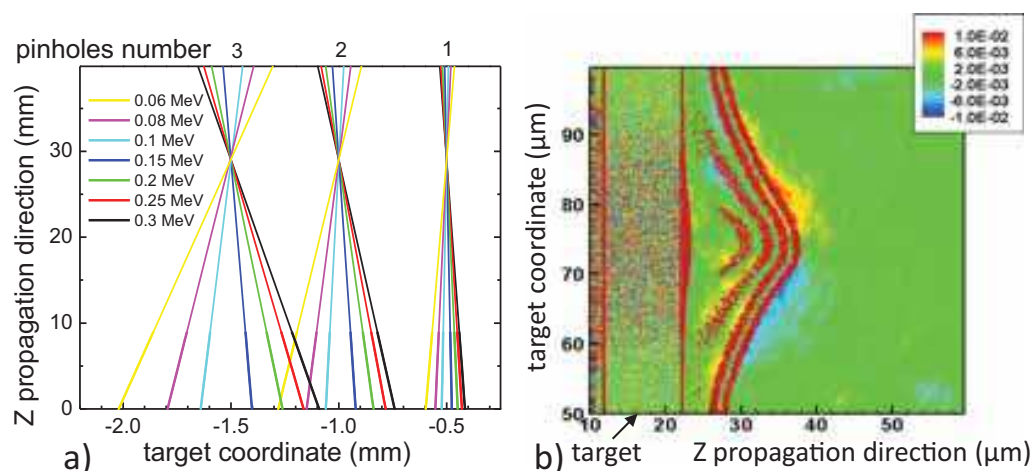 pinholes number 3 2 1
Z propagation direction (mm)
30
20
10
0
0.06 MeV
0.08 MeV
0.1 MeV
0.15 MeV
0.2 MeV
0.25 MeV
0.3 MeV
-2.0 -1.5 -1.0 -0.5
a) target coordinate (mm)
b)
1.0E-02
6.0E-03
2.0E-03
-2.0E-03
-6.0E-03
-1.0E-02
target coordinate (µm)
90
80
70
60
50
10 20 30 40 50
target Z propagation direction (µm)